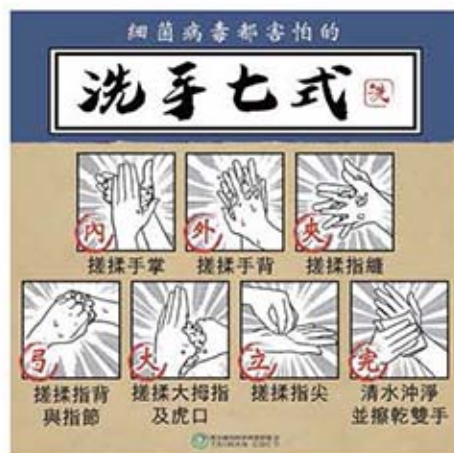 細菌病毒都害怕的
洗手七式
洗
內
外
夾
搓揉手掌
搓揉手背
搓揉指縫
弓
大
立
完
搓揉指背
與指節
搓揉大拇指
及虎口
搓揉指尖
清水沖淨
並擦乾雙手